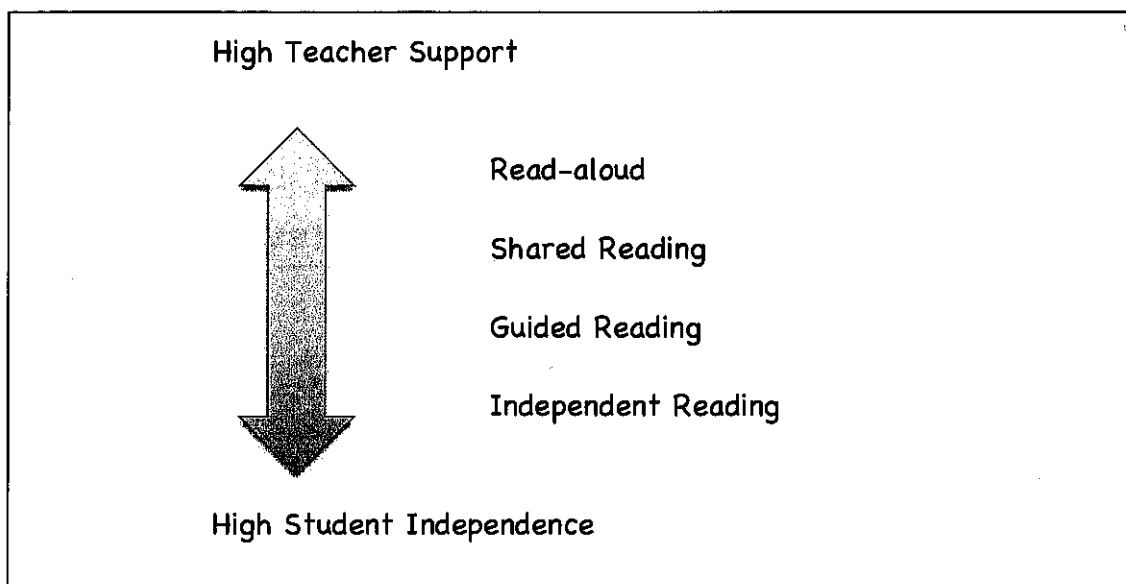 High Teacher Support
Read-aloud
Shared Reading
Guided Reading
Independent Reading
High Student Independence